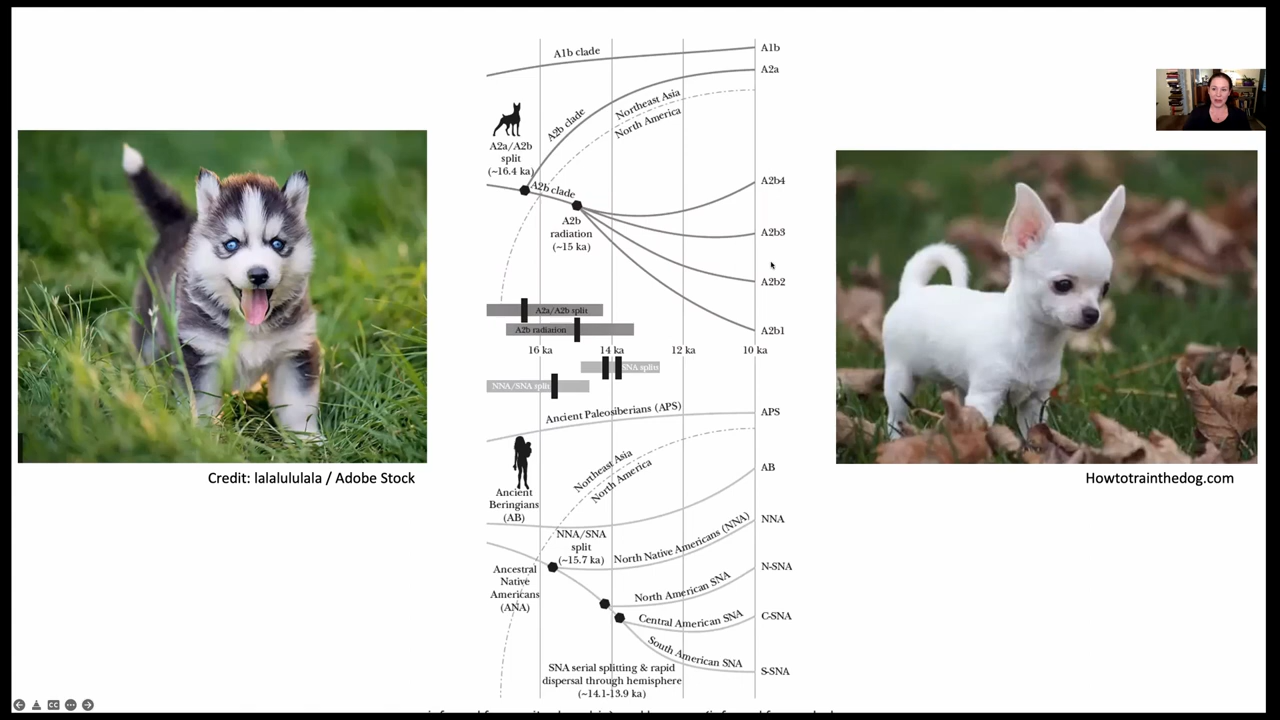 A1b clade
A1b
A2a
A2b clade
Northeast Asia
North America
A2a/A2b
split
(~16.4 ka)
A2b clade
A2b4
A2b
radiation
(~15 ka)
A2b3
A2b2
A2b1
A2a/A2b split
A2b radiation
16 ka
14 ka
12 ka
10 ka
SNA splits
NNA/SNA split
Ancient Paleosiberians (APS)
APS
Northeast Asia
North America
AB
Ancient
Beringians
(AB)
NNA/SNA
split
(~15.7 ka)
North Native Americans (NNA)
NNA
Ancestral
Native
Americans
(ANA)
North American SNA
N-SNA
Central American SNA
C-SNA
South American SNA
S-SNA
SNA serial splitting & rapid
dispersal through hemisphere
(~14.1-13.9 ka)
Credit: lalalululala / Adobe Stock
Howtotrainthedog.com
CC